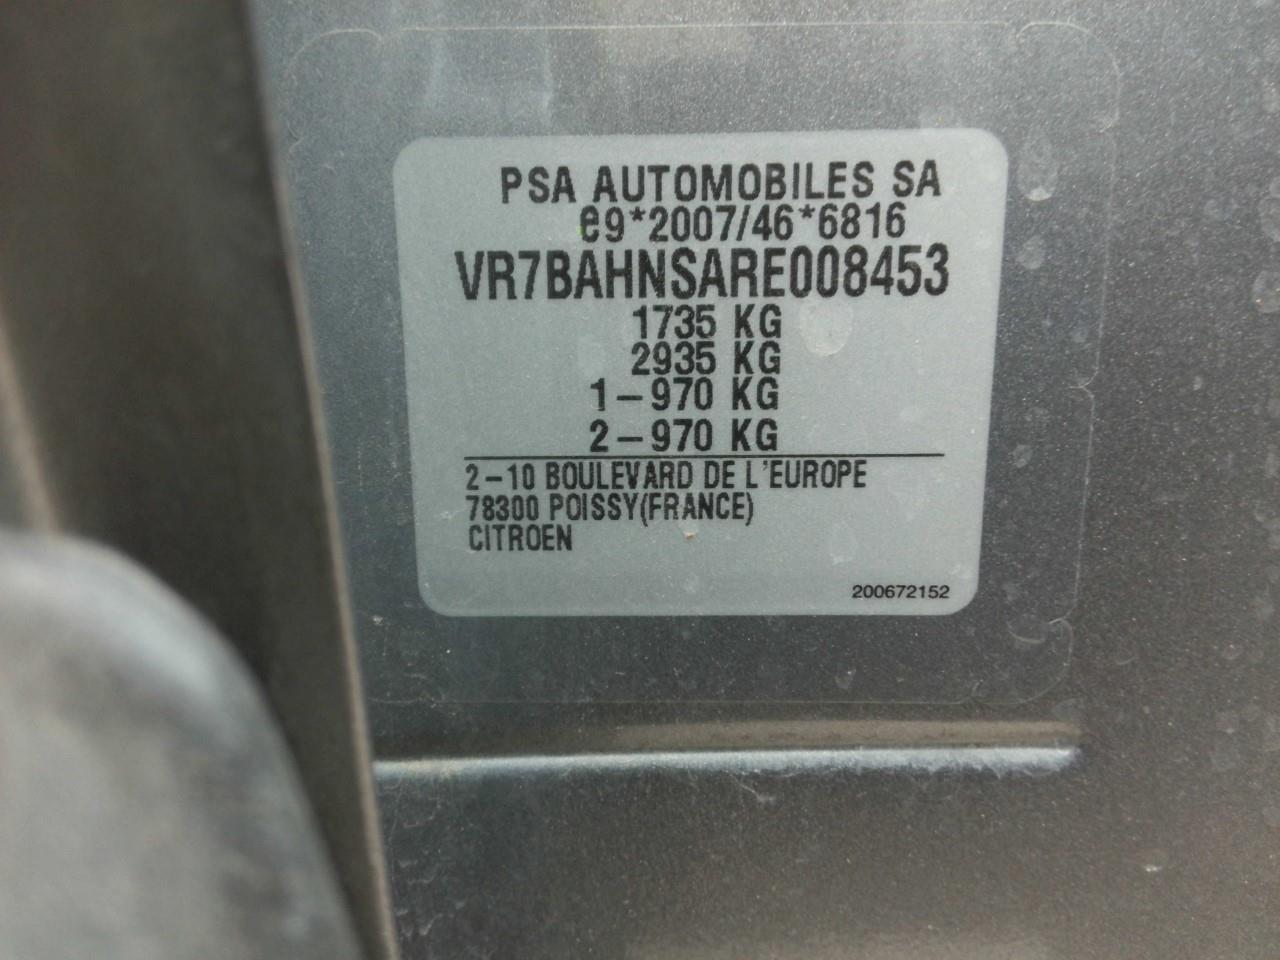 PSA AUTOMOBILES SA
e9*2007/46*6816
VR7BAHNSARE008453
1735 KG
2935 KG
1–970 KG
2–970 KG
2–10 BOULEVARD DE L'EUROPE
78300 POISSY(FRANCE)
CITROEN
200672152